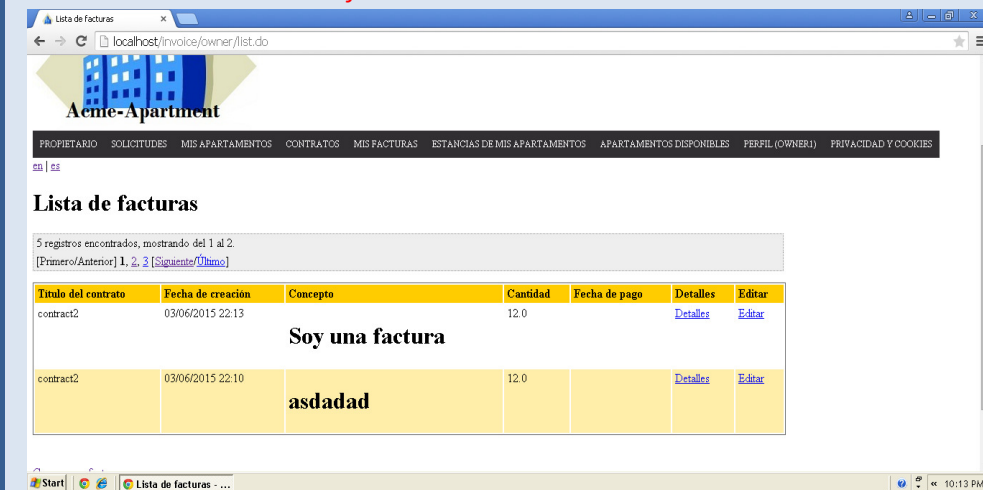 Lista de facturas
localhost/invoice/owner/list.do
Acme-Apartment
PROPIETARIO SOLICITUDES MIS APARTAMENTOS CONTRATOS MIS FACTURAS ESTANCIAS DE MIS APARTAMENTOS APARTAMENTOS DISPONIBLES PERFIL (OWNER1) PRIVACIDAD Y COOKIES
en | es
Lista de facturas
5 registros encontrados, mostrando del 1 al 2.
[Primero/Anterior] 1, 2, 3 [Siguiente/Último]
Título del contrato Fecha de creación Concepto Cantidad Fecha de pago Detalles Editar
contract2 03/06/2015 22:13 Soy una factura 12.0 Detalles Editar
contract2 03/06/2015 22:10 asdadad 12.0 Detalles Editar
Start Lista de facturas - ... 10:13 PM